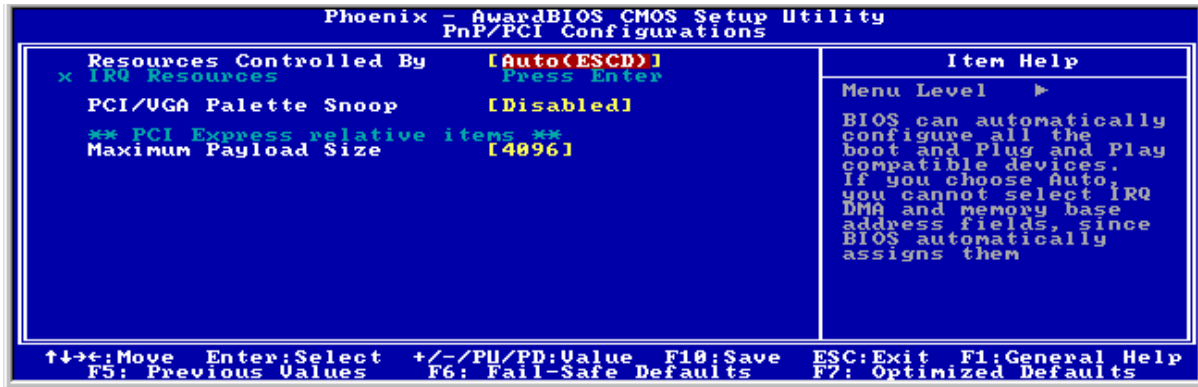 Phoenix - AwardBIOS CMOS Setup Utility
PnP/PCI Configurations
Resources Controlled By [Auto(ESCD)]
x IRQ Resources Press Enter
PCI/VGA Palette Snoop [Disabled]
** PCI Express relative items **
Maximum Payload Size [4096]
Item Help
Menu Level ►
BIOS can automatically
configure all the
boot and Plug and Play
compatible devices.
If you choose Auto,
you cannot select IRQ
DMA and memory base
address fields, since
BIOS automatically
assigns them
↑↓→←:Move Enter:Select +/-/PU/PD:Value F10:Save ESC:Exit F1:General Help
F5: Previous Values F6: Fail-Safe Defaults F7: Optimized Defaults